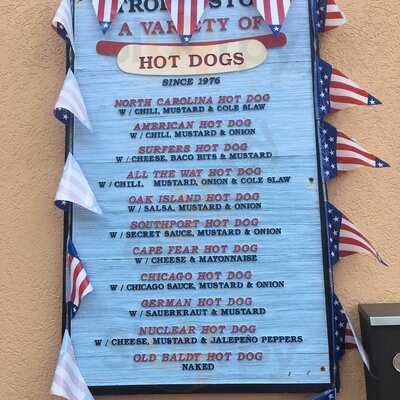 A VARIETY OF
HOT DOGS
SINCE 1976
NORTH CAROLINA HOT DOG
W / CHILI, MUSTARD & COLE SLAW
AMERICAN HOT DOG
W / CHILI, MUSTARD & ONION
SURFERS HOT DOG
W / CHEESE, BACO BITS & MUSTARD
ALL THE WAY HOT DOG
W / CHILI, MUSTARD, ONION & COLE SLAW
OAK ISLAND HOT DOG
W / SALSA, MUSTARD & ONION
SOUTHPORT HOT DOG
W / SECRET SAUCE, MUSTARD & ONION
CAPE FEAR HOT DOG
W / CHEESE & MAYONNAISE
CHICAGO HOT DOG
W / CHICAGO SAUCE, MUSTARD & ONION
GERMAN HOT DOG
W / SAUERKRAUT & MUSTARD
NUCLEAR HOT DOG
W / CHEESE, MUSTARD & JALAPEÑO PEPPERS
OLD BALDY HOT DOG
NAKED